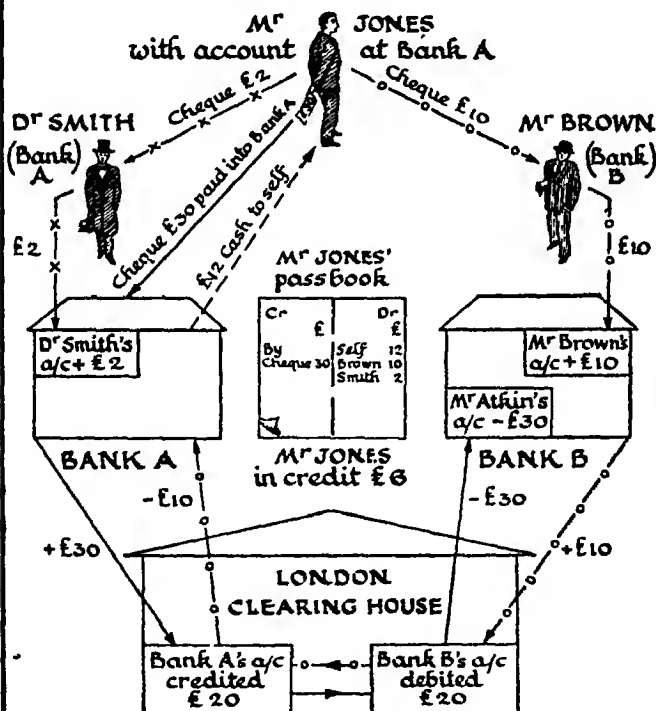 Mr JONES
with account at Bank A
Cheque £2
Cheque £10
Dr SMITH
(Bank A)
Mr BROWN
(Bank B)
Cheque £30 paid into Bank A
£12 Cash to self
£2
£10
Mr JONES'
passbook
Cr Dr
£ £
By Self 12
Cheque 30 Brown 10
Smith 2
Dr Smith's
a/c + £2
Mr Brown's
a/c + £10
Mr Atkin's
a/c - £30
BANK A
Mr JONES
in credit £6
BANK B
-£10
-£30
+£30
+£10
LONDON
CLEARING HOUSE
Bank A's a/c
credited
£20
Bank B's a/c
debited
£20